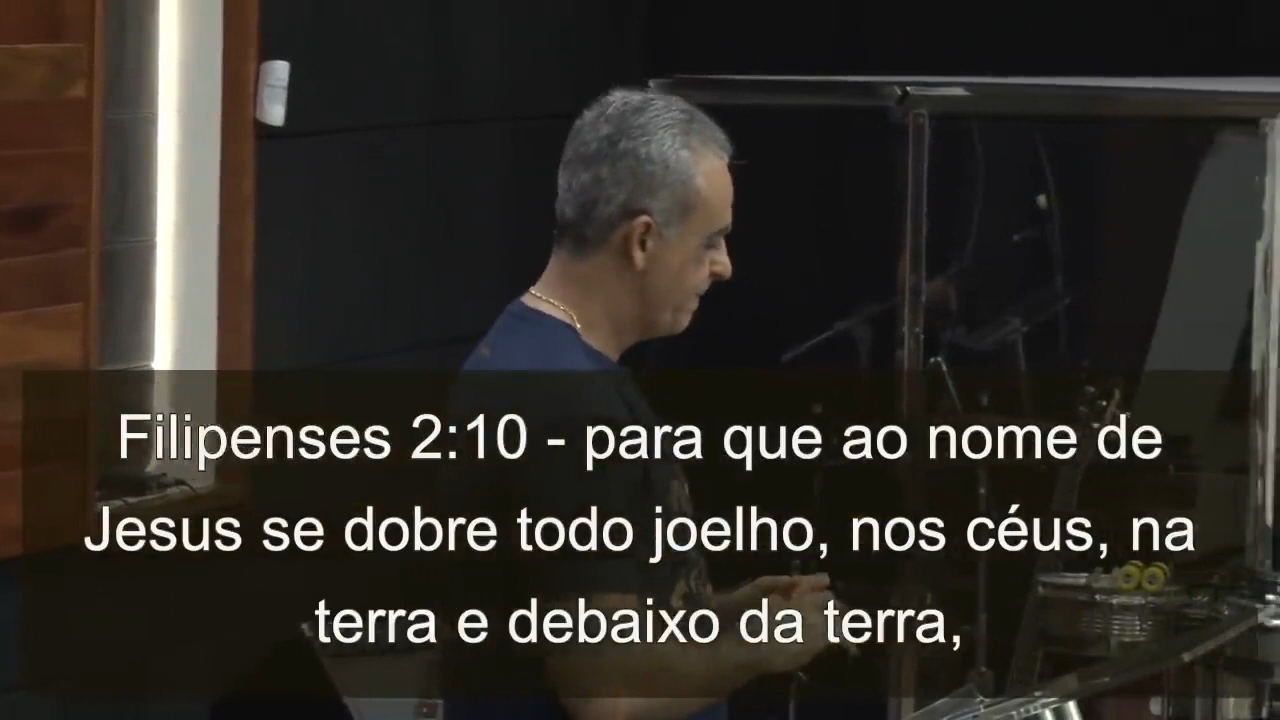 Filipenses 2:10 - para que ao nome de
Jesus se dobre todo joelho, nos céus, na
terra e debaixo da terra,